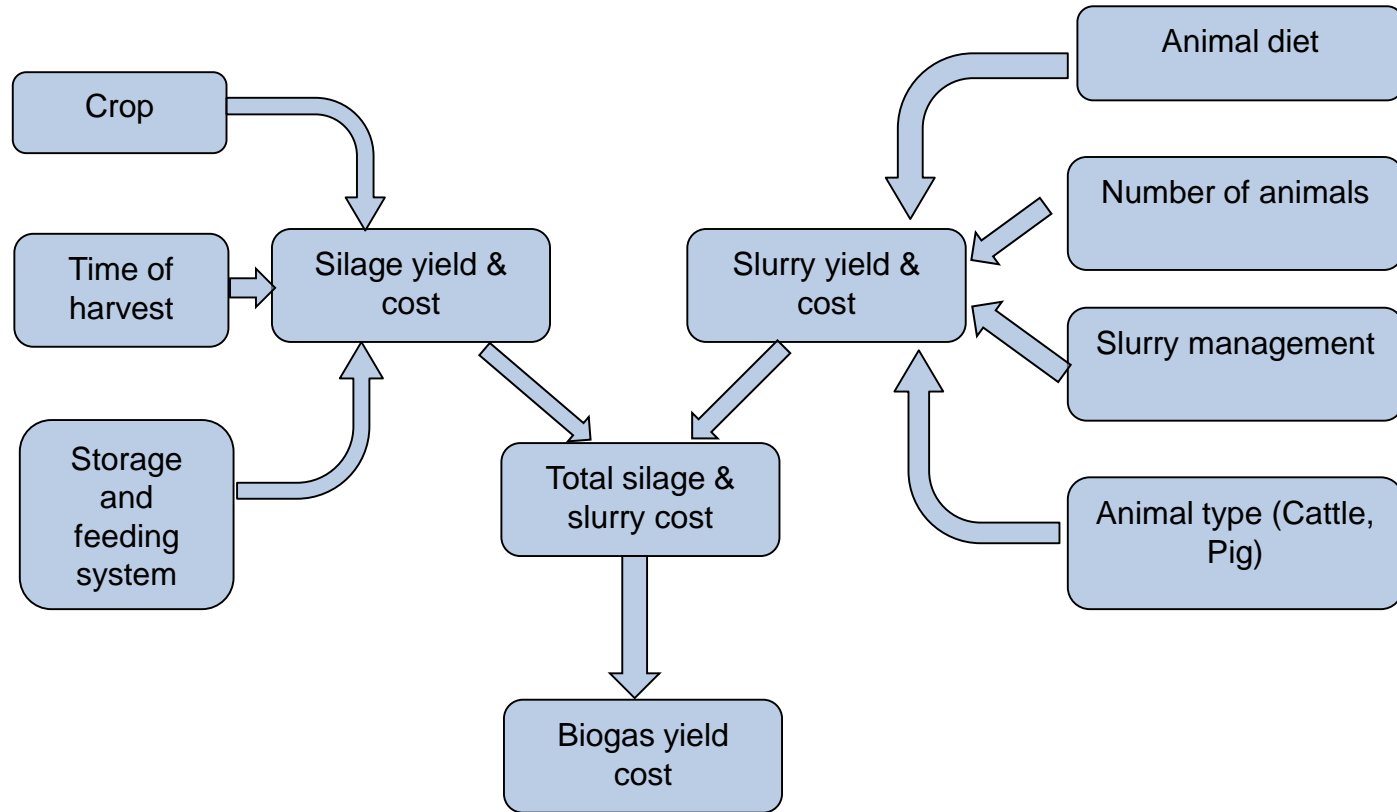 Animal diet
Crop
Number of animals
Time of
harvest
Silage yield &
cost
Slurry yield &
cost
Slurry management
Storage
and
feeding
system
Total silage &
slurry cost
Animal type (Cattle,
Pig)
Biogas yield
cost